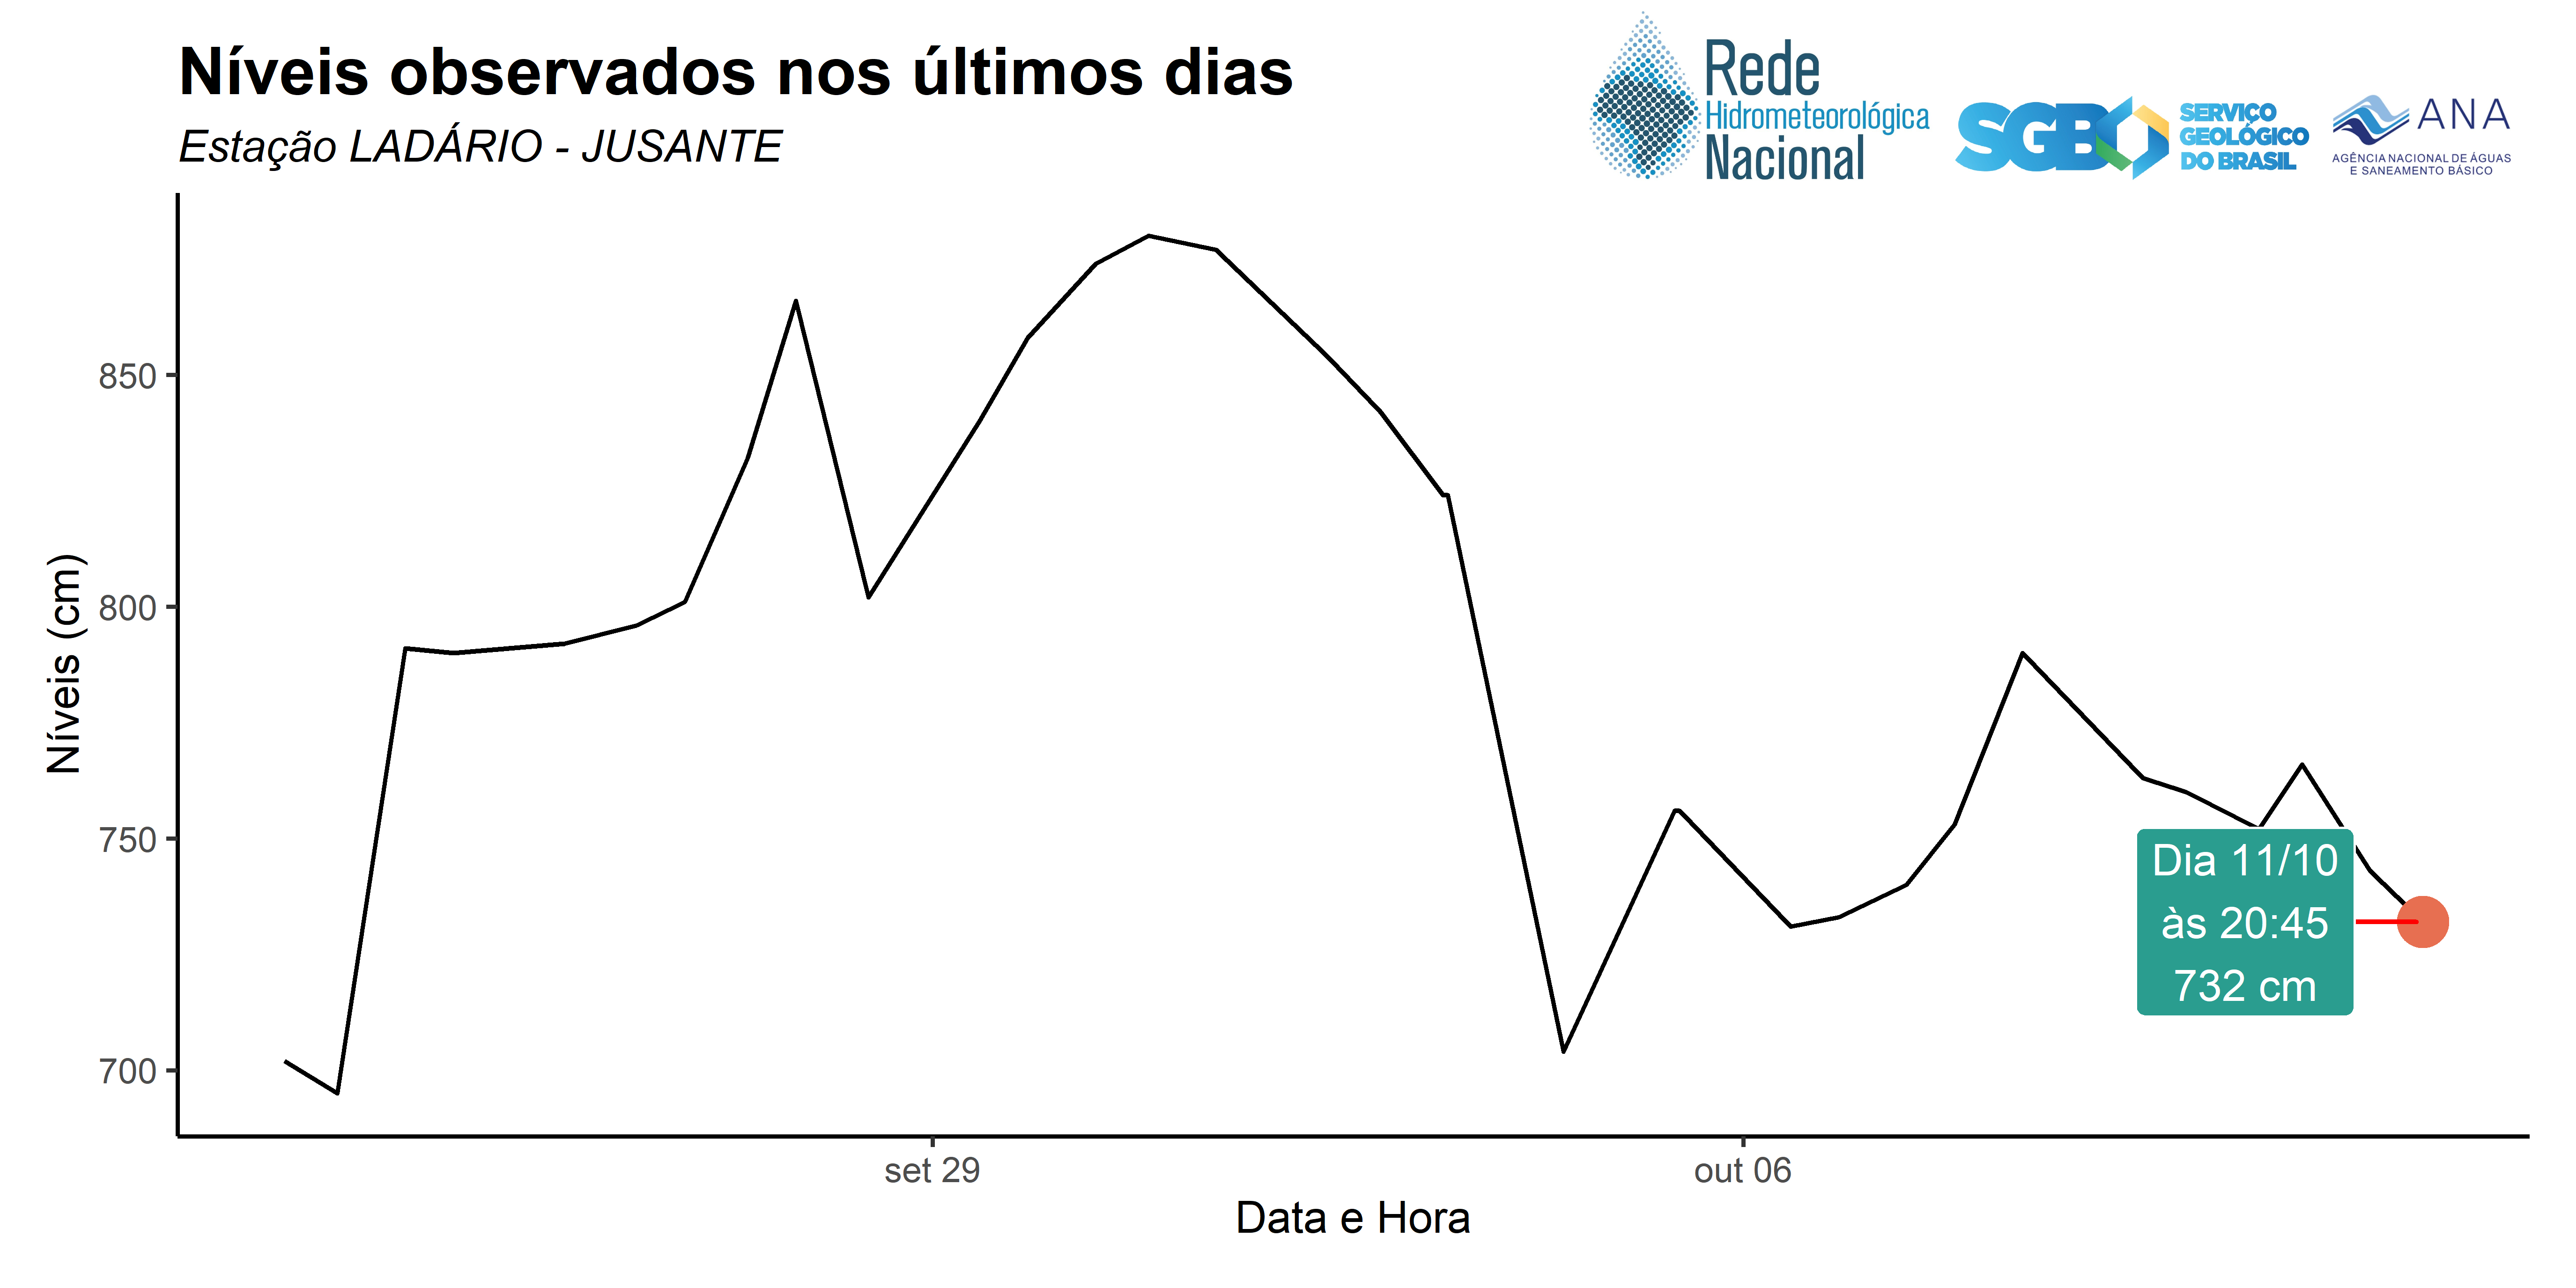 Níveis observados nos últimos dias
Estação LADÁRIO - JUSANTE
Rede
Hidrometeorológica
Nacional
SGB
SERVIÇO
GEOLÓGICO
DO BRASIL
ANA
AGÊNCIA NACIONAL DE ÁGUAS
E SANEAMENTO BÁSICO
Níveis (cm)
850
800
750
700
Dia 11/10
às 20:45
732 cm
set 29
out 06
Data e Hora